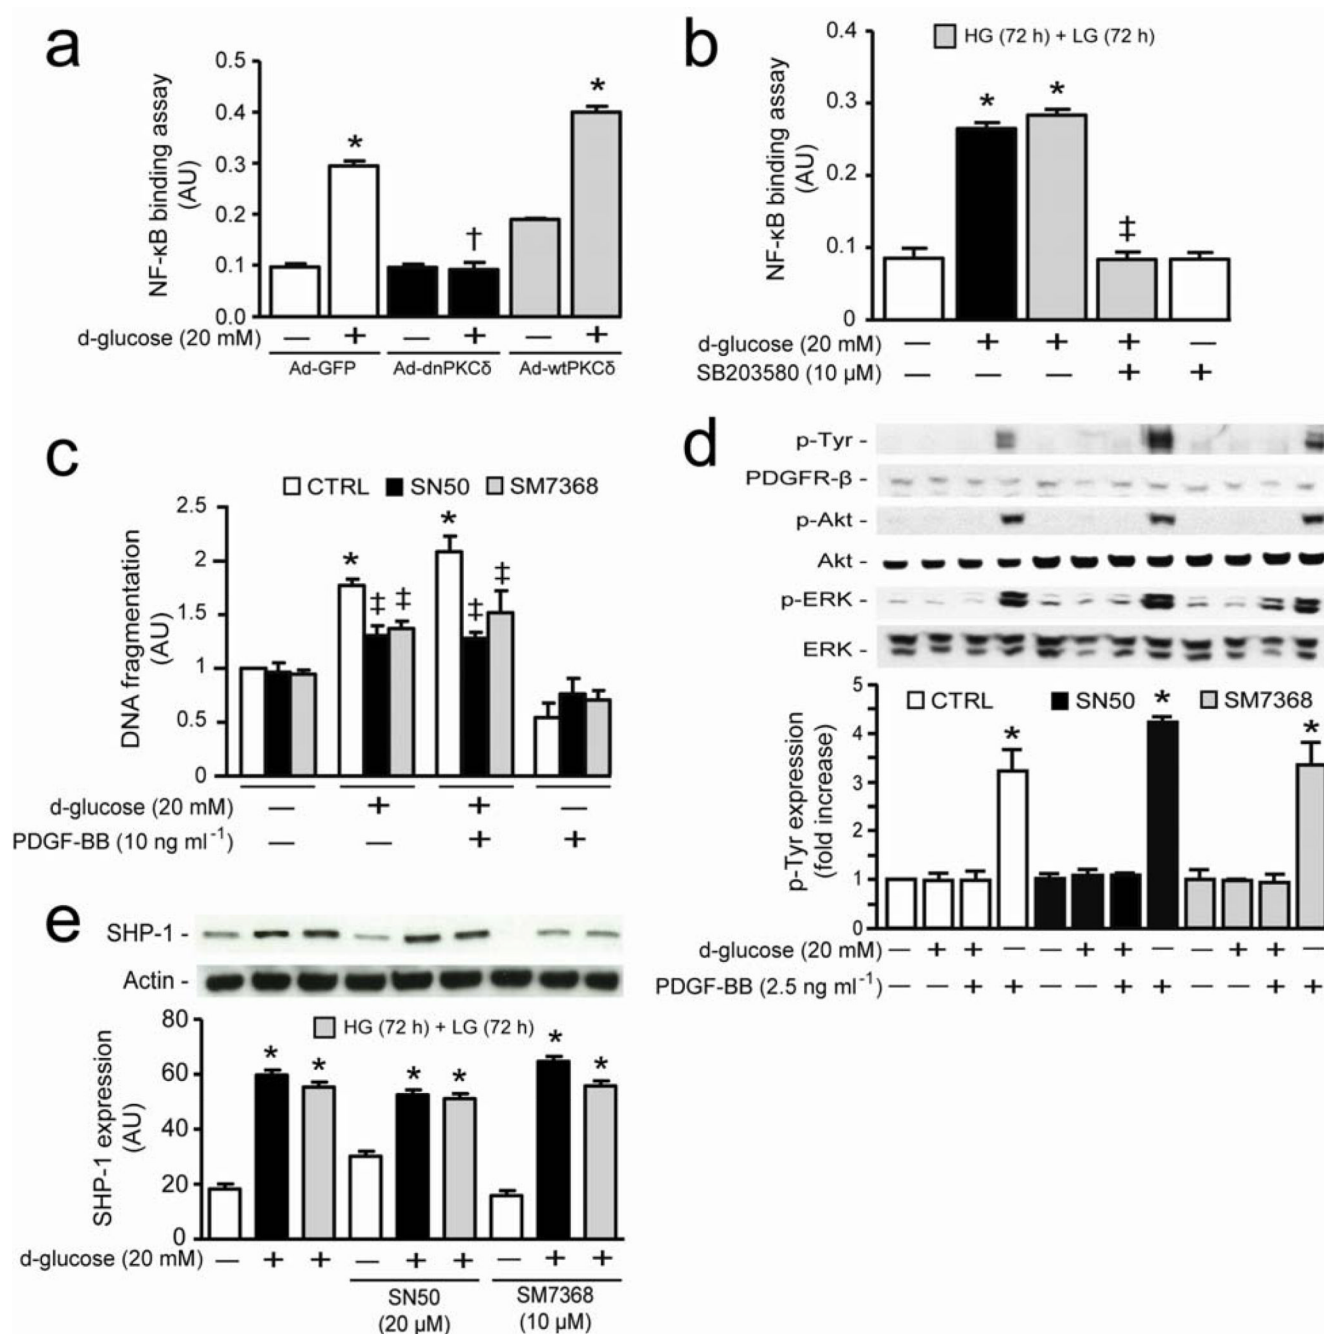 a
NF-κB binding assay
(AU)
0.5
0.4
0.3
0.2
0.1
0.0
*
†
*
d-glucose (20 mM) — + — + — +
Ad-GFP Ad-dnPKCδ Ad-wtPKCδ
b
HG (72 h) + LG (72 h)
NF-κB binding assay
(AU)
0.4
0.3
0.2
0.1
0
* *
‡
d-glucose (20 mM) — + + + —
SB203580 (10 µM) — — — + +
c
CTRL SN50 SM7368
DNA fragmentation
(AU)
2.5
2
1.5
1
0.5
0
* ‡ ‡ * ‡ ‡
d-glucose (20 mM) — + + —
PDGF-BB (10 ng ml⁻¹) — — + +
d
p-Tyr -
PDGFR-β -
p-Akt -
Akt -
p-ERK -
ERK -
CTRL SN50 SM7368
p-Tyr expression
(fold increase)
5
4
3
2
1
0
* * *
d-glucose (20 mM) — + + — — + + — — + + —
PDGF-BB (2.5 ng ml⁻¹) — — + + — — + + — — + +
e
SHP-1 -
Actin -
HG (72 h) + LG (72 h)
SHP-1 expression
(AU)
80
60
40
20
0
* * * * * *
d-glucose (20 mM) — + + — + + — + +
SN50 SM7368
(20 µM) (10 µM)